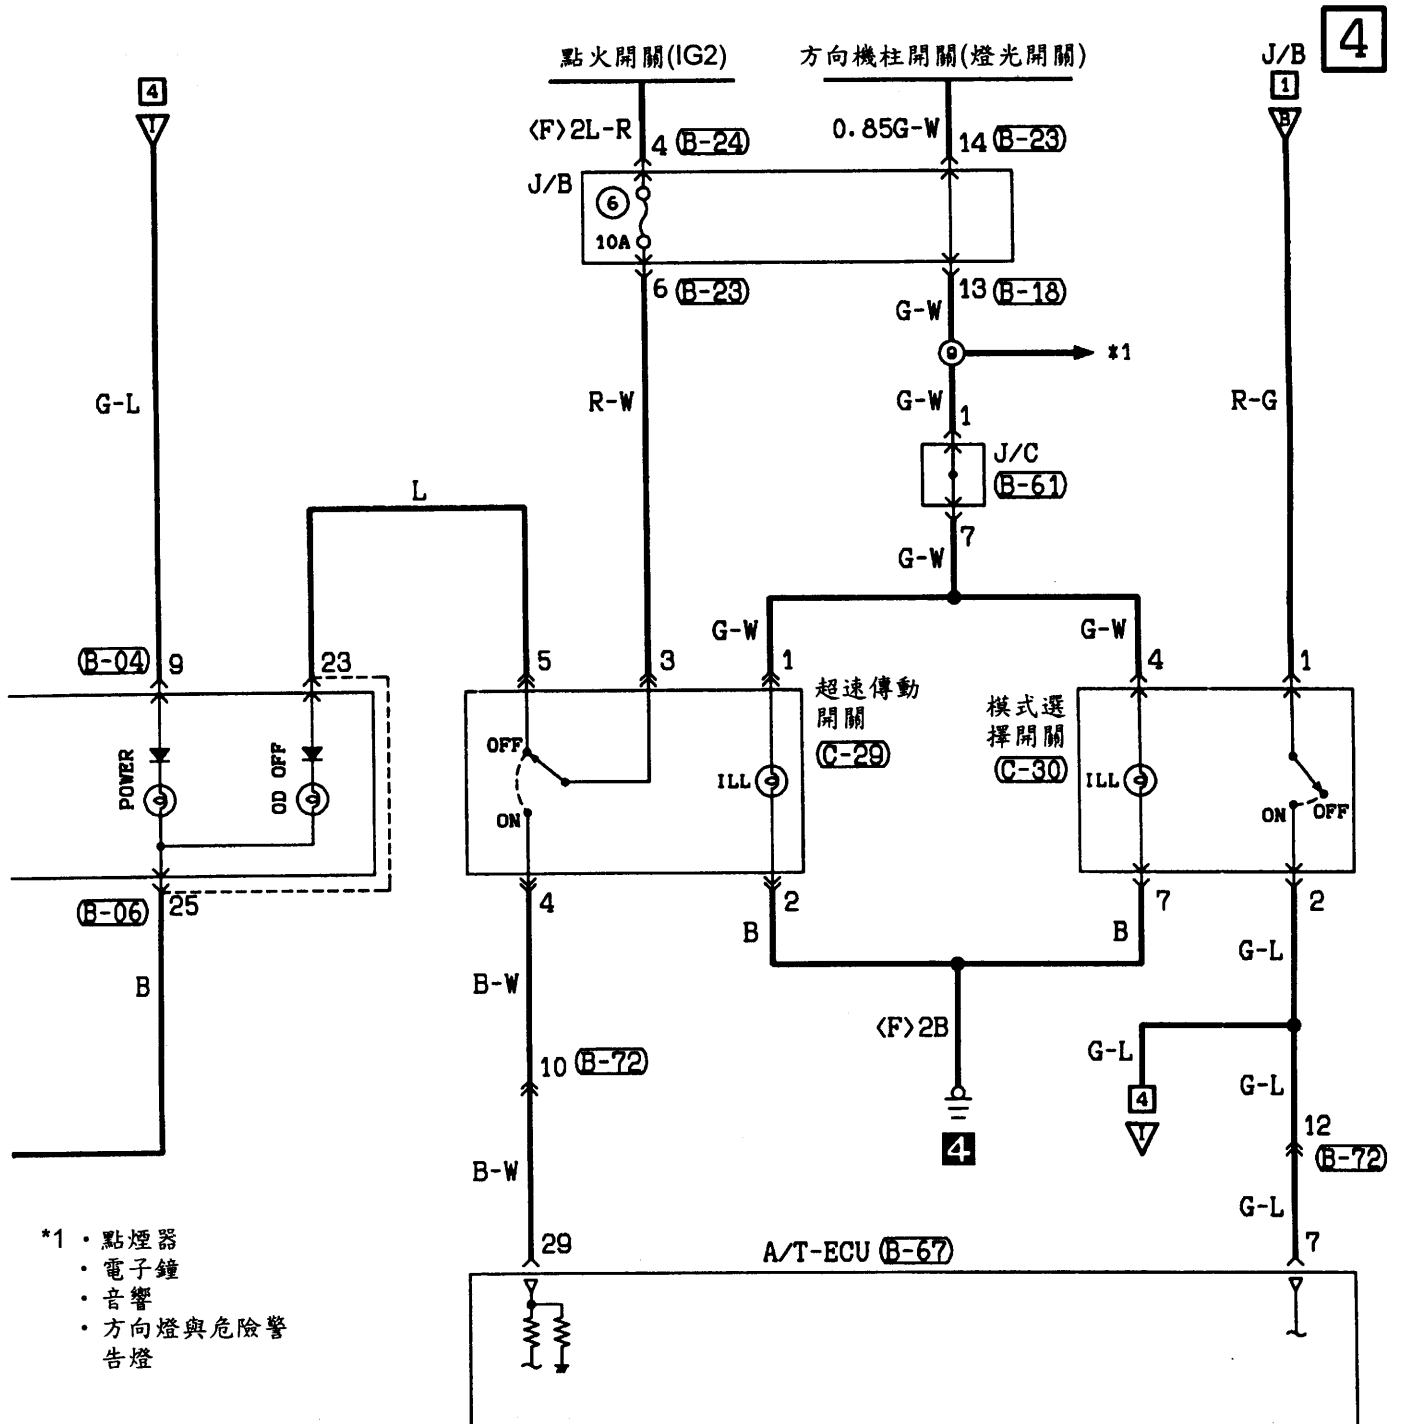 4
點火開關(IG2)
方向機柱開關(燈光開關)
J/B
4
1
I
B
<F>2L-R
4
B-24
0.85G-W
14
B-23
J/B
6
10A
6
B-23
13
B-18
G-W
*1
G-L
R-W
G-W
1
R-G
J/C
B-61
L
7
G-W
G-W
G-W
B-04
9
23
5
3
1
4
1
超速傳動
開關
C-29
模式選
擇開關
C-30
POWER
OD OFF
OFF
ON
ILL
ILL
ON
OFF
B-06
25
4
2
7
2
B
B
B
B-W
G-L
<F>2B
G-L
G-L
10
B-72
4
I
4
12
B-72
B-W
G-L
29
A/T-ECU
B-67
7
*1 ・點煙器
・電子鐘
・音響
・方向燈與危險警
告燈